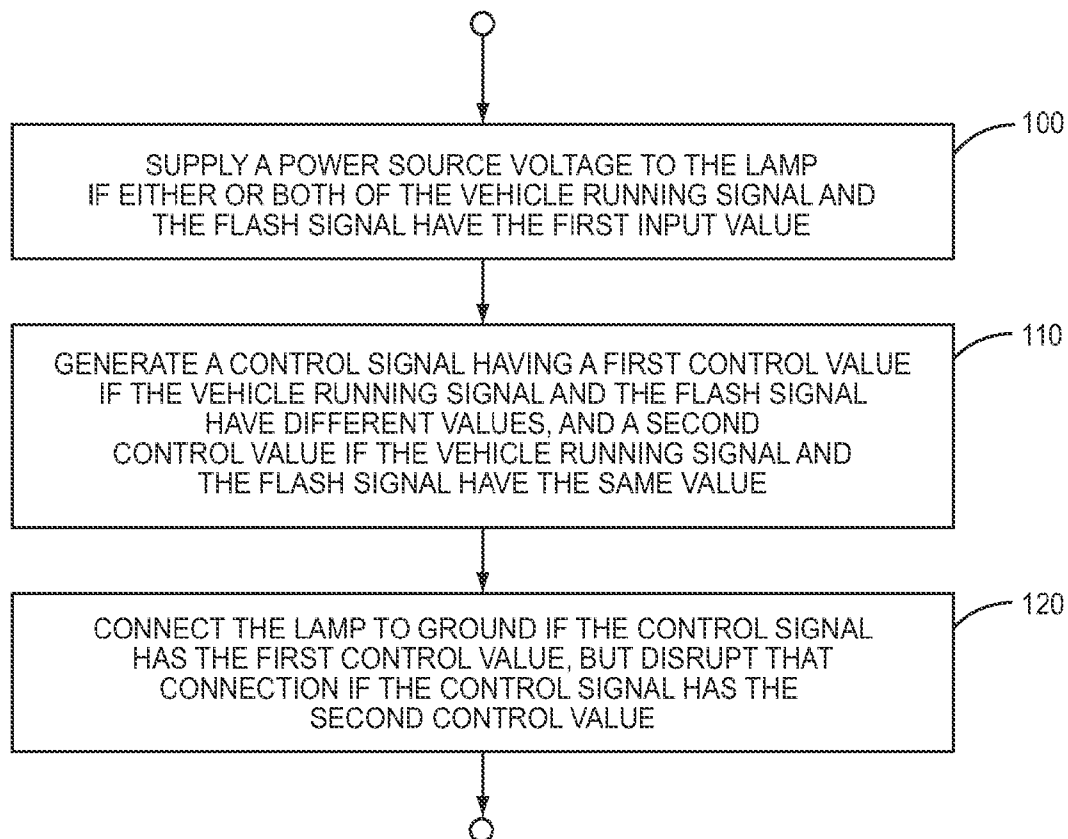 100
SUPPLY A POWER SOURCE VOLTAGE TO THE LAMP
IF EITHER OR BOTH OF THE VEHICLE RUNNING SIGNAL AND
THE FLASH SIGNAL HAVE THE FIRST INPUT VALUE
110
GENERATE A CONTROL SIGNAL HAVING A FIRST CONTROL VALUE
IF THE VEHICLE RUNNING SIGNAL AND THE FLASH SIGNAL
HAVE DIFFERENT VALUES, AND A SECOND
CONTROL VALUE IF THE VEHICLE RUNNING SIGNAL AND
THE FLASH SIGNAL HAVE THE SAME VALUE
120
CONNECT THE LAMP TO GROUND IF THE CONTROL SIGNAL
HAS THE FIRST CONTROL VALUE, BUT DISRUPT THAT
CONNECTION IF THE CONTROL SIGNAL HAS THE
SECOND CONTROL VALUE